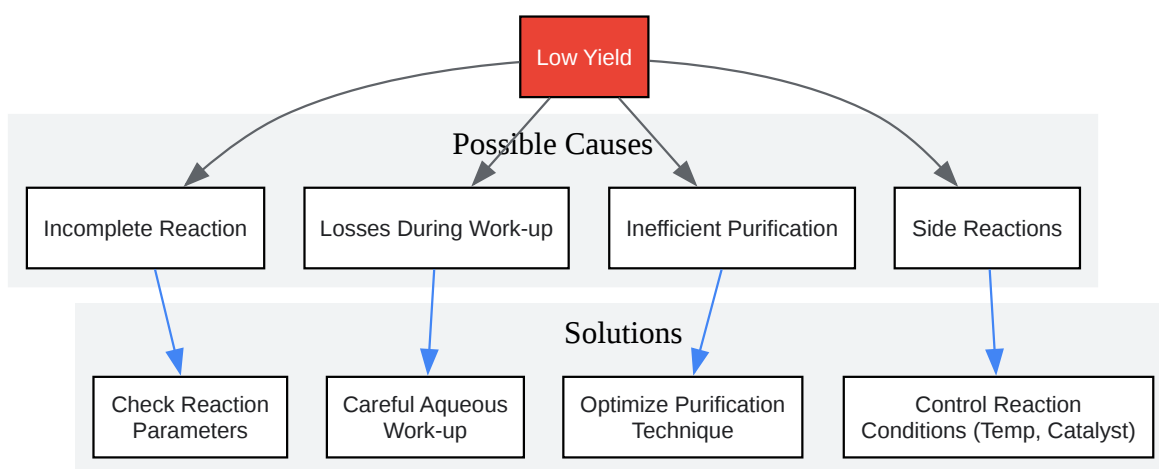 Low Yield
Possible Causes
Incomplete Reaction
Losses During Work-up
Inefficient Purification
Side Reactions
Solutions
Check Reaction
Parameters
Careful Aqueous
Work-up
Optimize Purification
Technique
Control Reaction
Conditions (Temp, Catalyst)